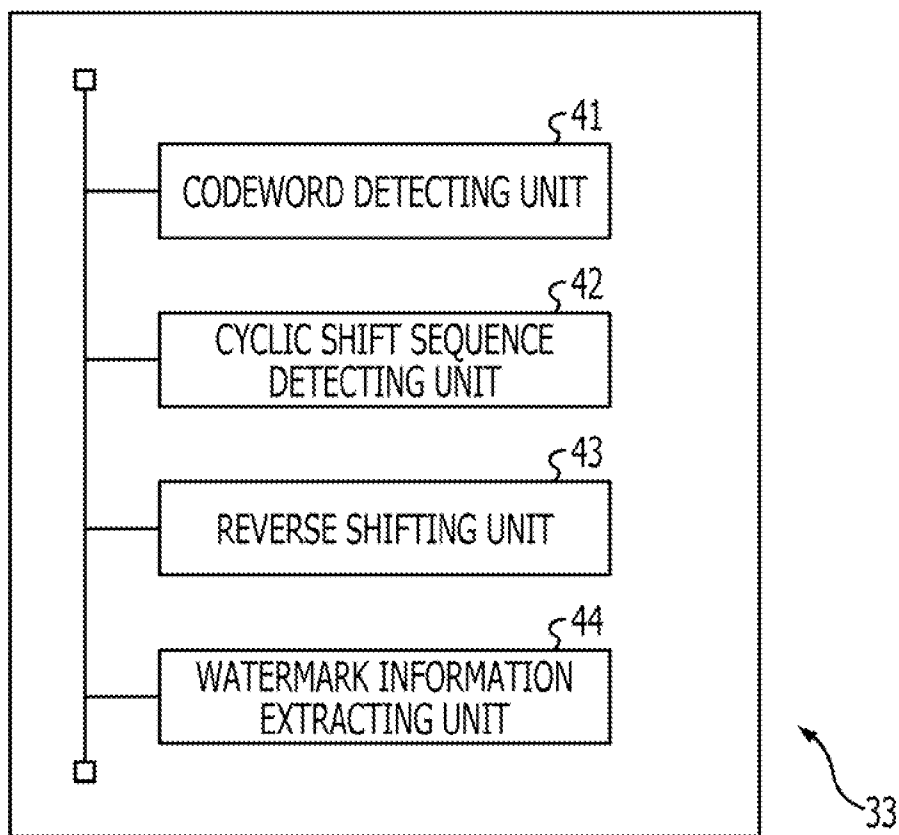 41
CODEWORD DETECTING UNIT
42
CYCLIC SHIFT SEQUENCE
DETECTING UNIT
43
REVERSE SHIFTING UNIT
44
WATERMARK INFORMATION
EXTRACTING UNIT
33